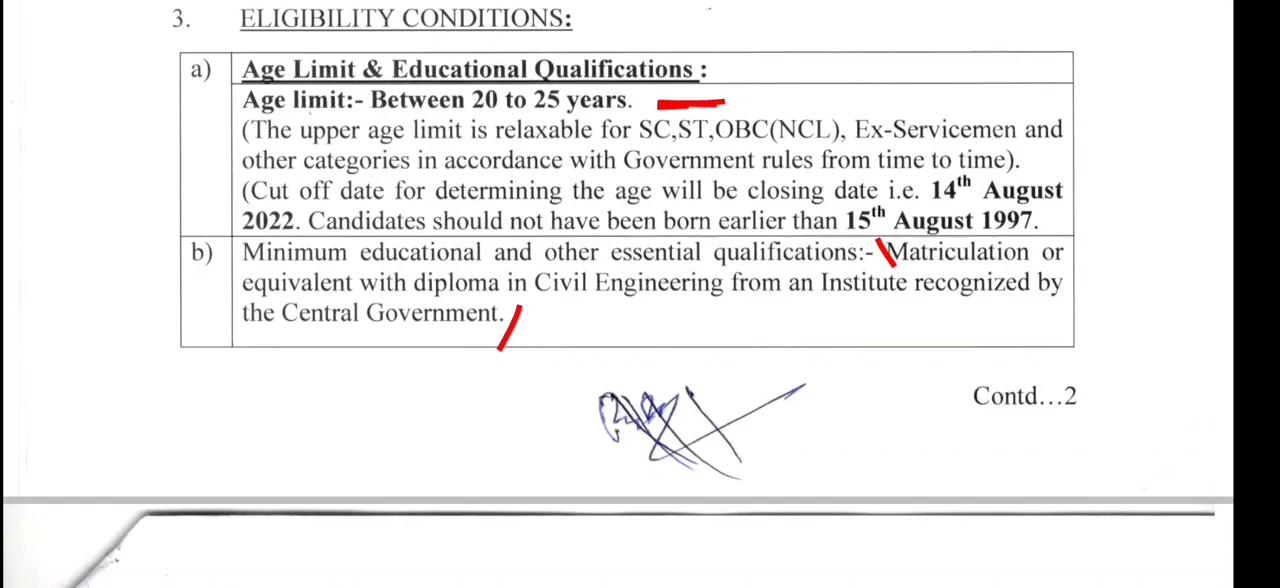 3. ELIGIBILITY CONDITIONS:
a) Age Limit & Educational Qualifications :
Age limit:- Between 20 to 25 years.
(The upper age limit is relaxable for SC,ST,OBC(NCL), Ex-Servicemen and
other categories in accordance with Government rules from time to time).
(Cut off date for determining the age will be closing date i.e. 14th August
2022. Candidates should not have been born earlier than 15th August 1997.
b) Minimum educational and other essential qualifications:- Matriculation or
equivalent with diploma in Civil Engineering from an Institute recognized by
the Central Government.
Contd...2